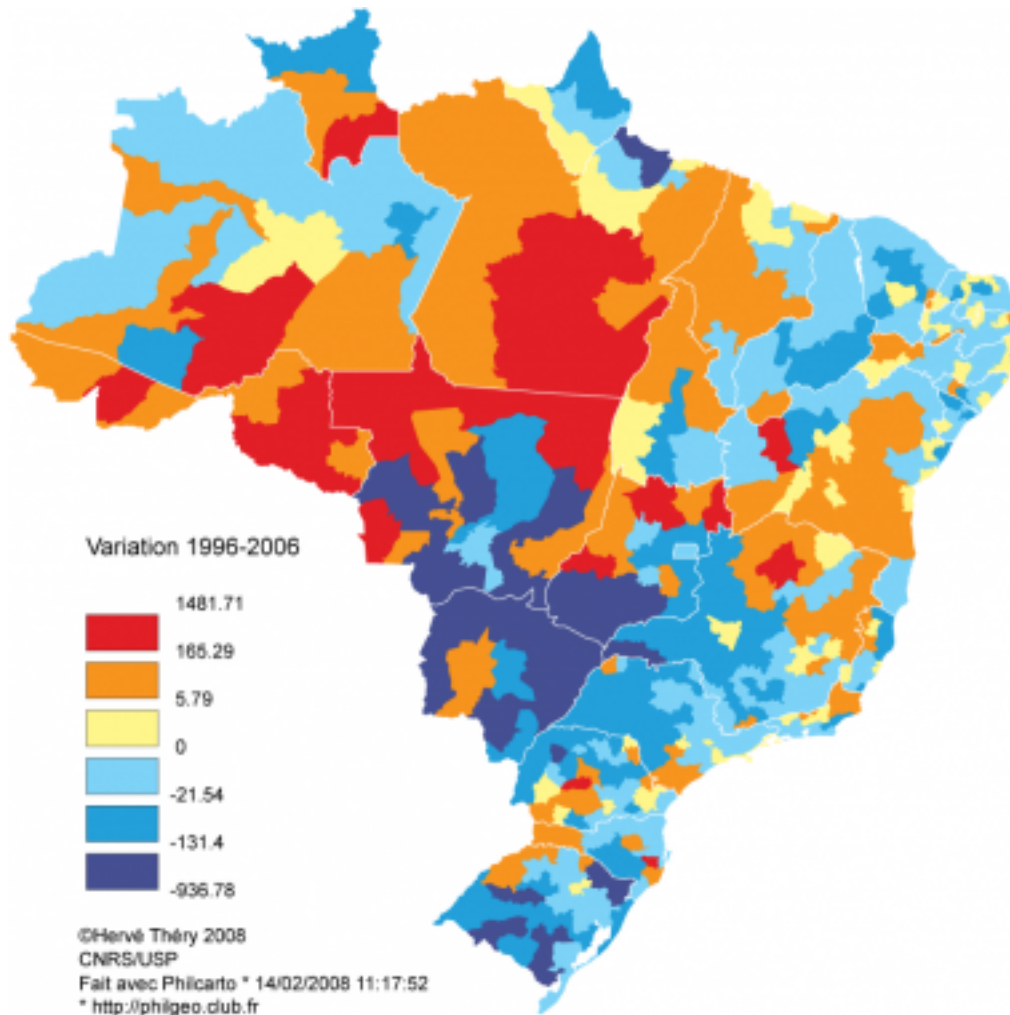 Variation 1996-2006
1481.71
165.29
5.79
0
-21.54
-131.4
-936.78
©Hervé Théry 2008
CNRS/USP
Fait avec Philcarto * 14/02/2008 11:17:52
* http://philgeo.club.fr